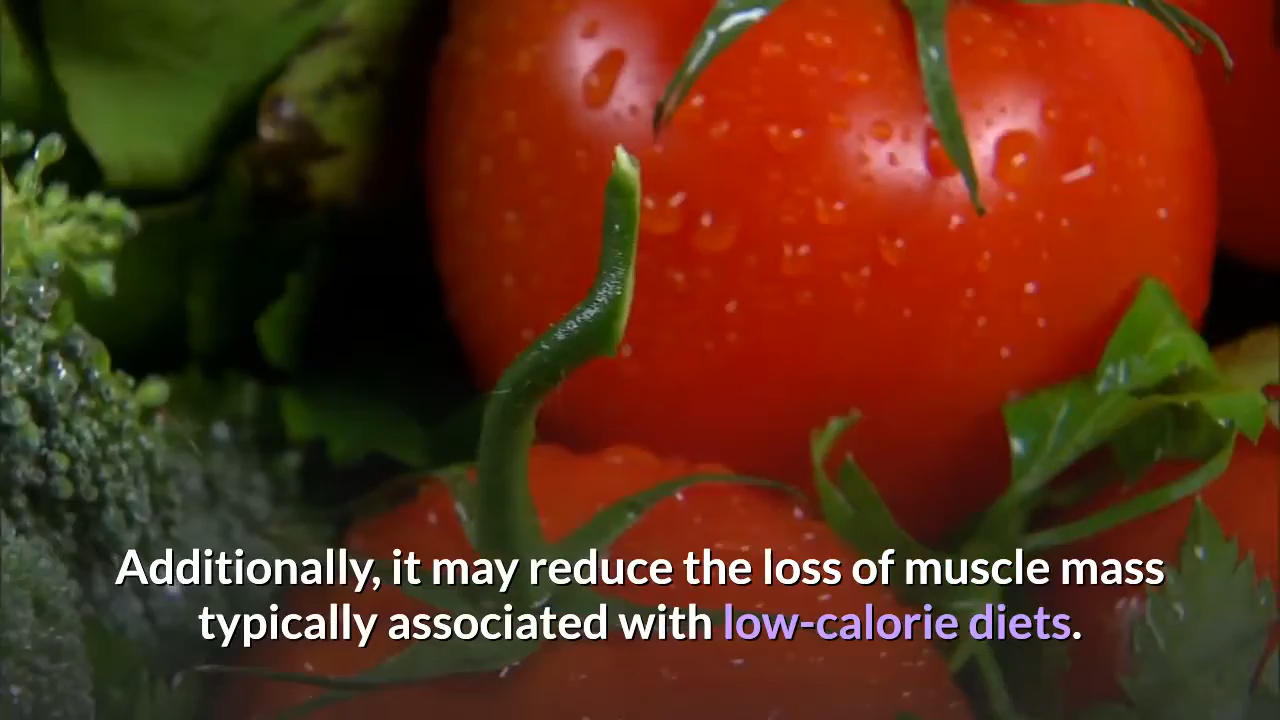 Additionally, it may reduce the loss of muscle mass
typically associated with low-calorie diets.